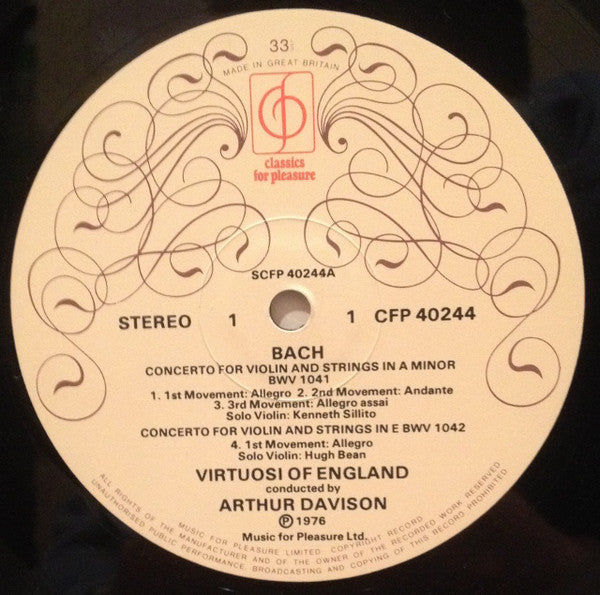 33⅓
MADE IN GREAT BRITAIN
classics
for pleasure
SCFP 40244A
STEREO 1 1 CFP 40244
BACH
CONCERTO FOR VIOLIN AND STRINGS IN A MINOR
BWV 1041
1. 1st Movement: Allegro 2. 2nd Movement: Andante
3. 3rd Movement: Allegro assai
Solo Violin: Kenneth Sillito
CONCERTO FOR VIOLIN AND STRINGS IN E BWV 1042
4. 1st Movement: Allegro
Solo Violin: Hugh Bean
VIRTUOSI OF ENGLAND
conducted by
ARTHUR DAVISON
℗ 1976
Music for Pleasure Ltd.
MUSIC FOR PLEASURE LIMITED. COPYRIGHT RECORD.
ALL RIGHTS OF THE MANUFACTURER AND OF THE OWNER OF THE RECORDED WORK RESERVED
UNAUTHORISED PUBLIC PERFORMANCE, BROADCASTING AND COPYING OF THIS RECORD PROHIBITED